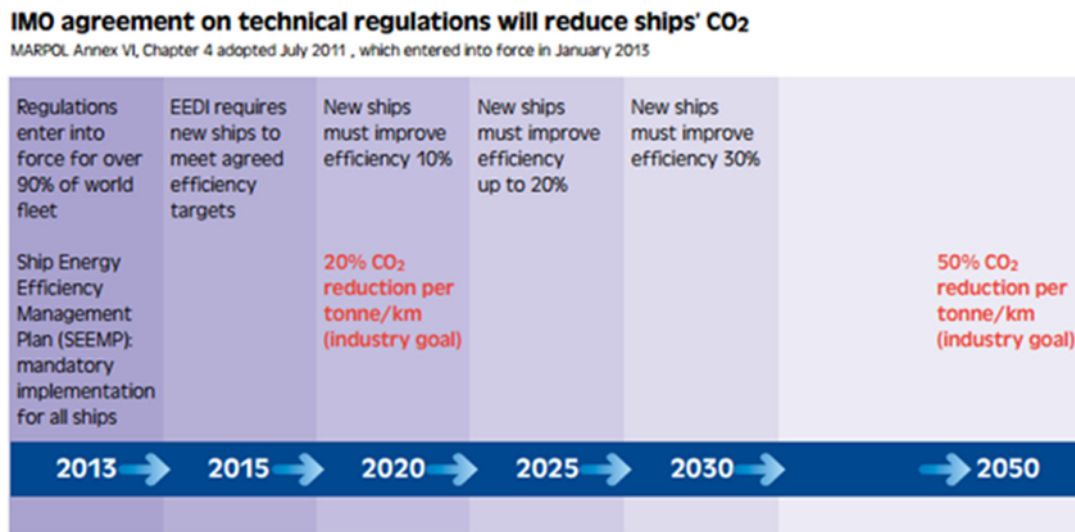 IMO agreement on technical regulations will reduce ships' CO₂
MARPOL Annex VI, Chapter 4 adopted July 2011 , which entered into force in January 2013
Regulations
enter into
force for over
90% of world
fleet
Ship Energy
Efficiency
Management
Plan (SEEMP):
mandatory
implementation
for all ships
EEDI requires
new ships to
meet agreed
efficiency
targets
New ships
must improve
efficiency 10%
20% CO₂
reduction per
tonne/km
(industry goal)
New ships
must improve
efficiency
up to 20%
New ships
must improve
efficiency 30%
50% CO₂
reduction per
tonne/km
(industry goal)
2013 2015 2020 2025 2030 2050